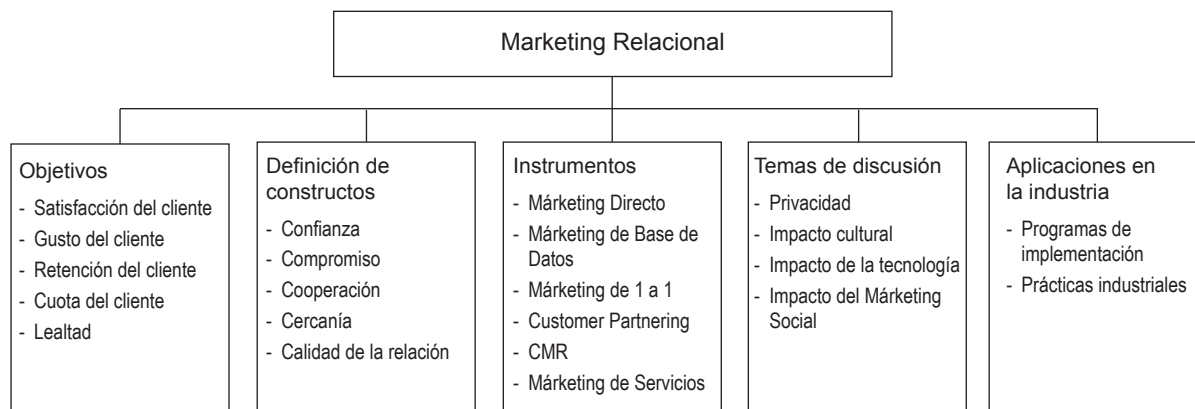 Marketing Relacional
Objetivos
- Satisfacción del cliente
- Gusto del cliente
- Retención del cliente
- Cuota del cliente
- Lealtad
Definición de
constructos
- Confianza
- Compromiso
- Cooperación
- Cercanía
- Calidad de la relación
Instrumentos
- Márketing Directo
- Márketing de Base de
Datos
- Márketing de 1 a 1
- Customer Partnering
- CMR
- Márketing de Servicios
Temas de discusión
- Privacidad
- Impacto cultural
- Impacto de la tecnología
- Impacto del Márketing
Social
Aplicaciones en
la industria
- Programas de
implementación
- Prácticas industriales